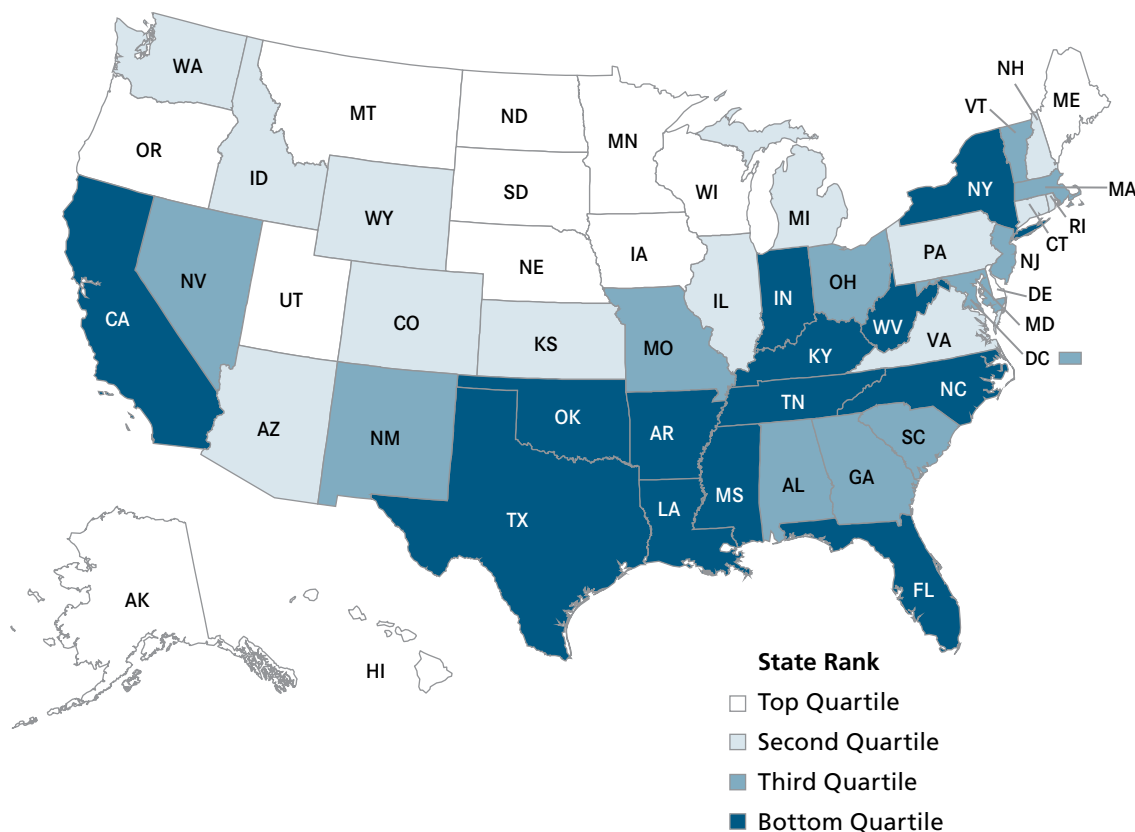 WA
MT
ND
MN
OR
ID
SD
WI
WY
MI
NH
VT
ME
NY
MA
RI
CT
PA
NJ
NE
IA
NV
UT
CO
IL
IN
OH
DE
MD
DC
CA
KS
MO
WV
VA
KY
AZ
NM
OK
AR
TN
NC
SC
TX
LA
MS
AL
GA
FL
AK
HI
State Rank
Top Quartile
Second Quartile
Third Quartile
Bottom Quartile